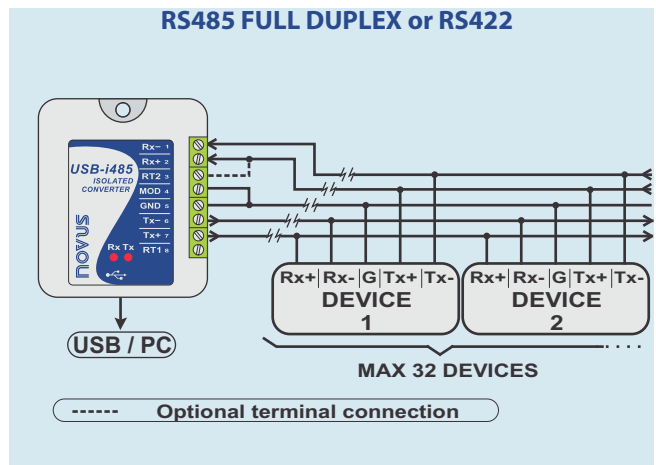 RS485 FULL DUPLEX or RS422
Rx– 1
Rx+ 2
RT2 3
MOD 4
GND 5
Tx– 6
Tx+ 7
RT1 8
USB-i485
ISOLATED
CONVERTER
NOVUS
Rx Tx
USB / PC
Rx+|Rx-|G|Tx+|Tx-
DEVICE
1
Rx+|Rx-|G|Tx+|Tx-
DEVICE
2
MAX 32 DEVICES
------ Optional terminal connection